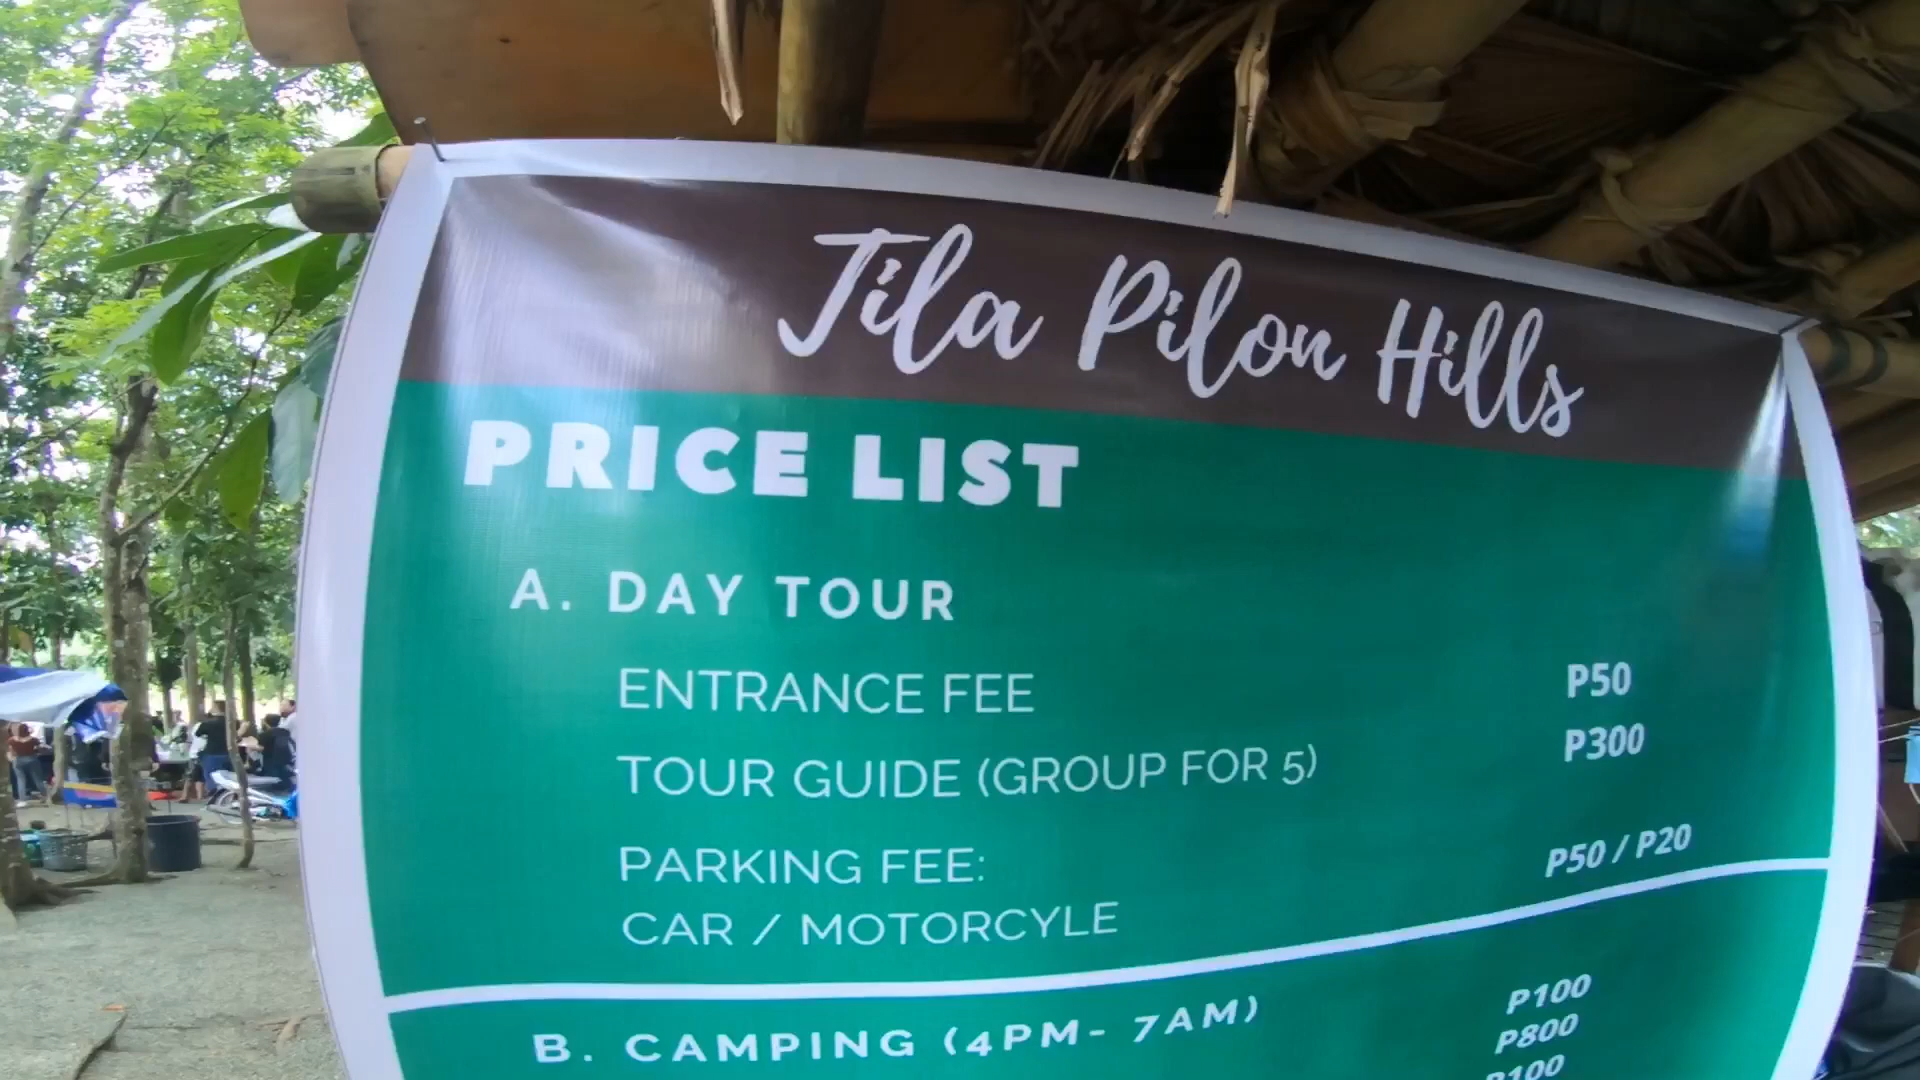 Tila Pilon Hills
PRICE LIST
A. DAY TOUR
ENTRANCE FEE P50
TOUR GUIDE (GROUP FOR 5) P300
PARKING FEE: P50 / P20
CAR / MOTORCYLE
B. CAMPING (4PM- 7AM)
P100
P800
P100